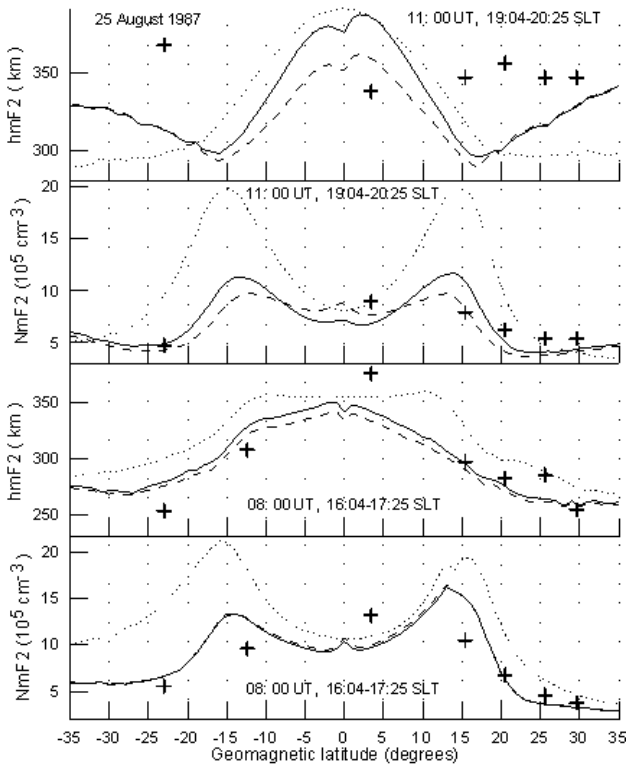 25 August 1987
11: 00 UT, 19:04-20:25 SLT
hmF2 ( km)
350
300
11: 00 UT, 19:04-20:25 SLT
NmF2 (10⁵ cm⁻³)
20
15
10
5
hmF2 ( km)
350
300
250
08: 00 UT, 16:04-17:25 SLT
NmF2 (10⁵ cm⁻³)
20
15
10
5
08: 00 UT, 16:04-17:25 SLT
-35 -30 -25 -20 -15 -10 -5 0 5 10 15 20 25 30 35
Geomagnetic latitude (degrees)